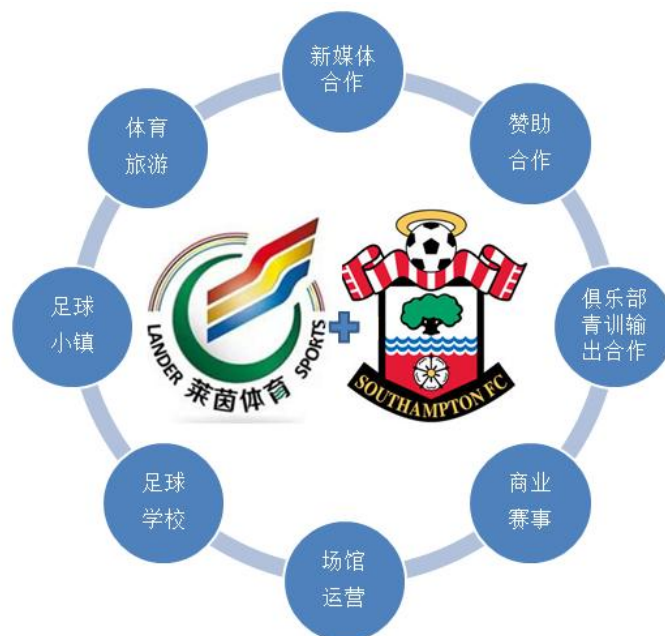 新媒体
合作
赞助
合作
俱乐部
青训输
出合作
商业
赛事
场馆
运营
足球
学校
足球
小镇
体育
旅游
LANDER 莱茵体育 SPORTS
SOUTHAMPTON FC